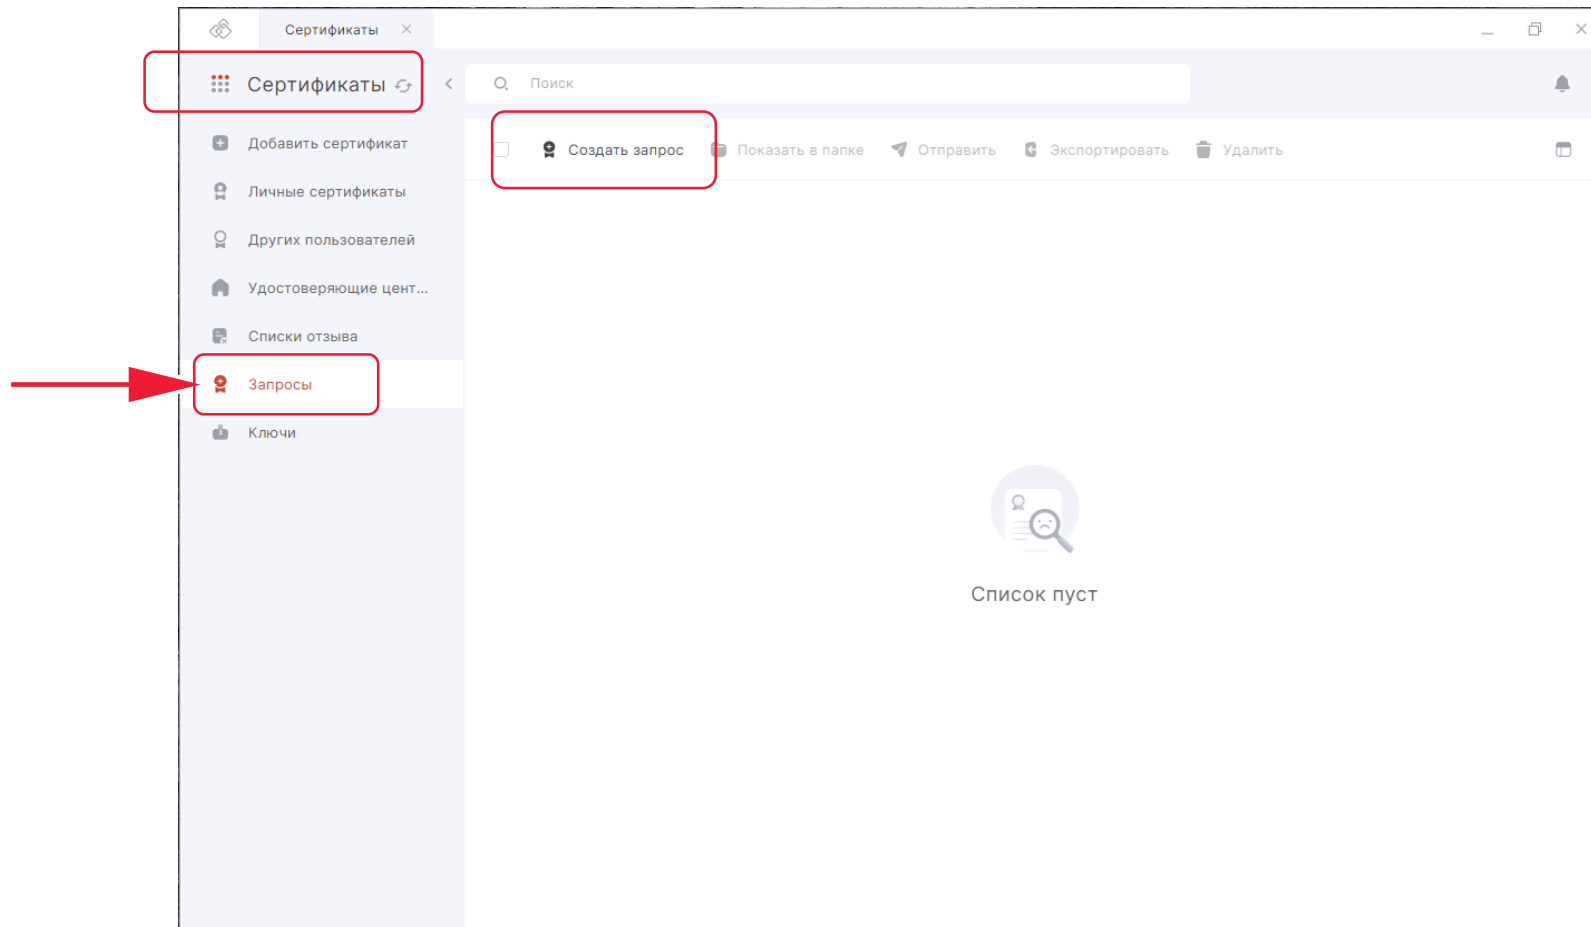 Сертификаты
Сертификаты
Поиск
Добавить сертификат
Личные сертификаты
Других пользователей
Удостоверяющие цент...
Списки отзыва
Запросы
Ключи
Создать запрос Показать в папке Отправить Экспортировать Удалить
Список пуст